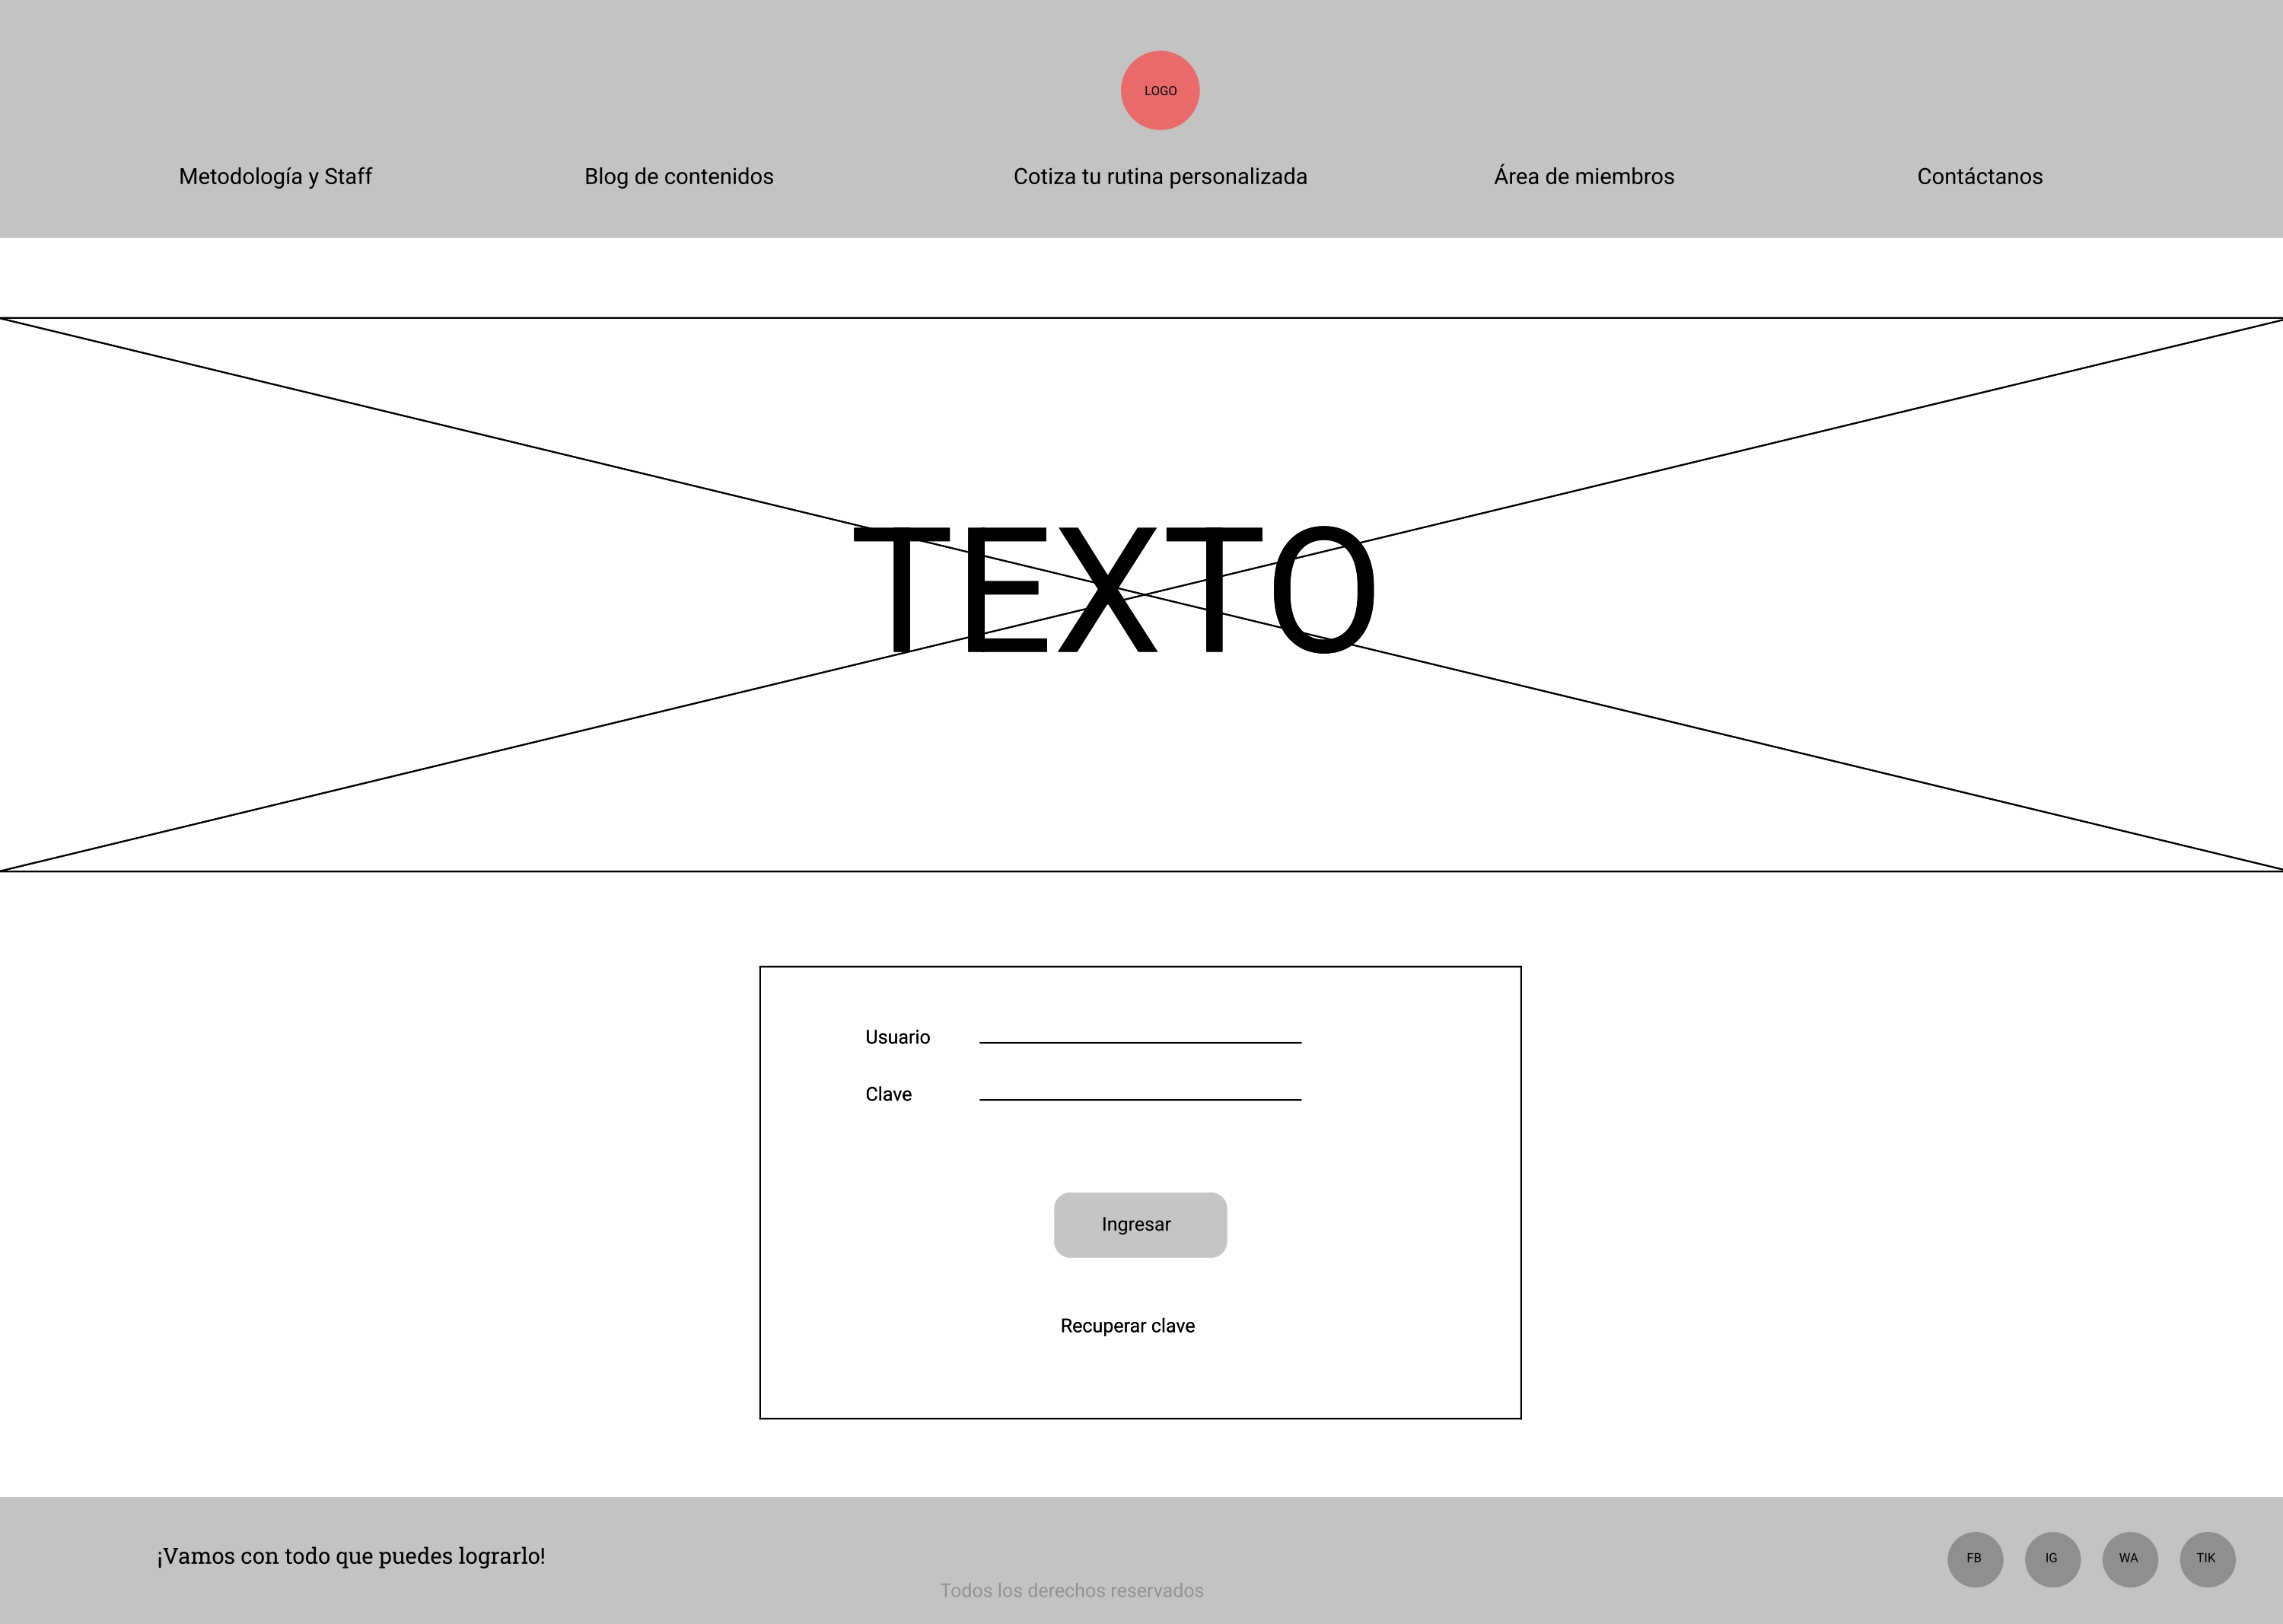 LOGO
Metodología y Staff
Blog de contenidos
Cotiza tu rutina personalizada
Área de miembros
Contáctanos
TEXTO
Usuario
Clave
Ingresar
Recuperar clave
¡Vamos con todo que puedes lograrlo!
FB
IG
WA
TIK
Todos los derechos reservados